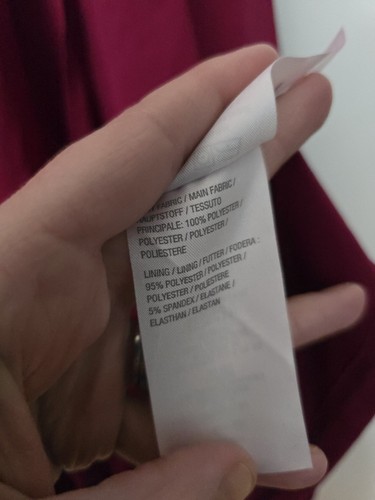 FABRIC / MAIN FABRIC /
HAUPTSTOFF / TESSUTO
PRINCIPALE: 100% POLYESTER /
POLYESTER / POLYESTER /
POLIESTERE
LINING / LINING / FUTTER / FODERA :
95% POLYESTER / POLYESTER /
POLYESTER / POLIESTERE
5% SPANDEX / ELASTANE /
ELASTHAN / ELASTAN